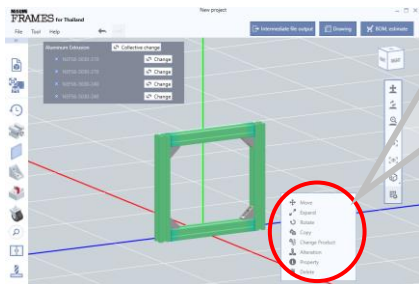 New project
FRAMES for Thailand
File Tool Help
Intermediate file output
Drawing
BOM, estimate
Aluminum Extrusion
Collective change
Change
Change
Change
Change
Move
Expand
Rotate
Copy
Change Product
Alteration
Property
Delete